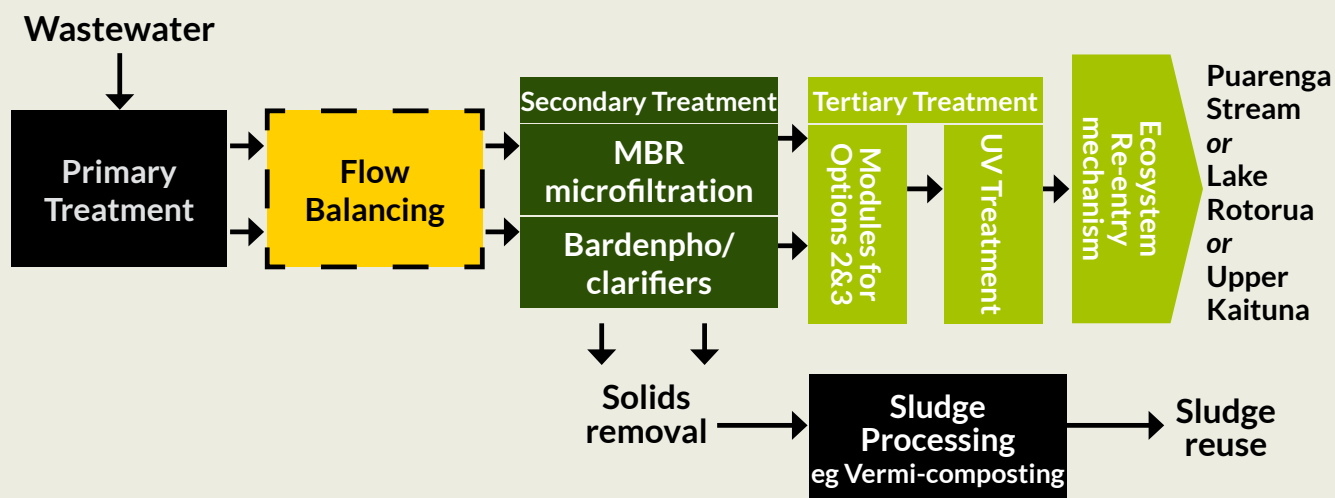 Wastewater
Primary
Treatment
Flow
Balancing
Secondary Treatment
MBR
microfiltration
Bardenpho/
clarifiers
Tertiary Treatment
Modules for
Options 2&3
UV Treatment
Ecosystem
Re-entry
mechanism
Puarenga
Stream
or
Lake
Rotorua
or
Upper
Kaituna
Solids
removal
Sludge
Processing
eg Vermi-composting
Sludge
reuse